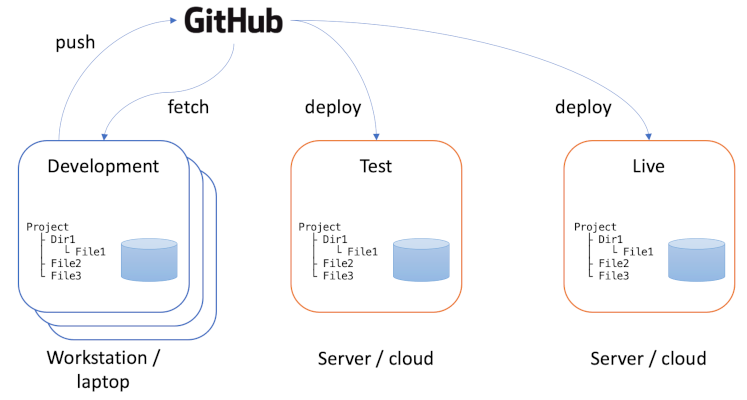 GitHub
push
fetch
deploy
deploy
Development
Project
Dir1
File1
File2
File3
Workstation /
laptop
Test
Project
Dir1
File1
File2
File3
Server / cloud
Live
Project
Dir1
File1
File2
File3
Server / cloud